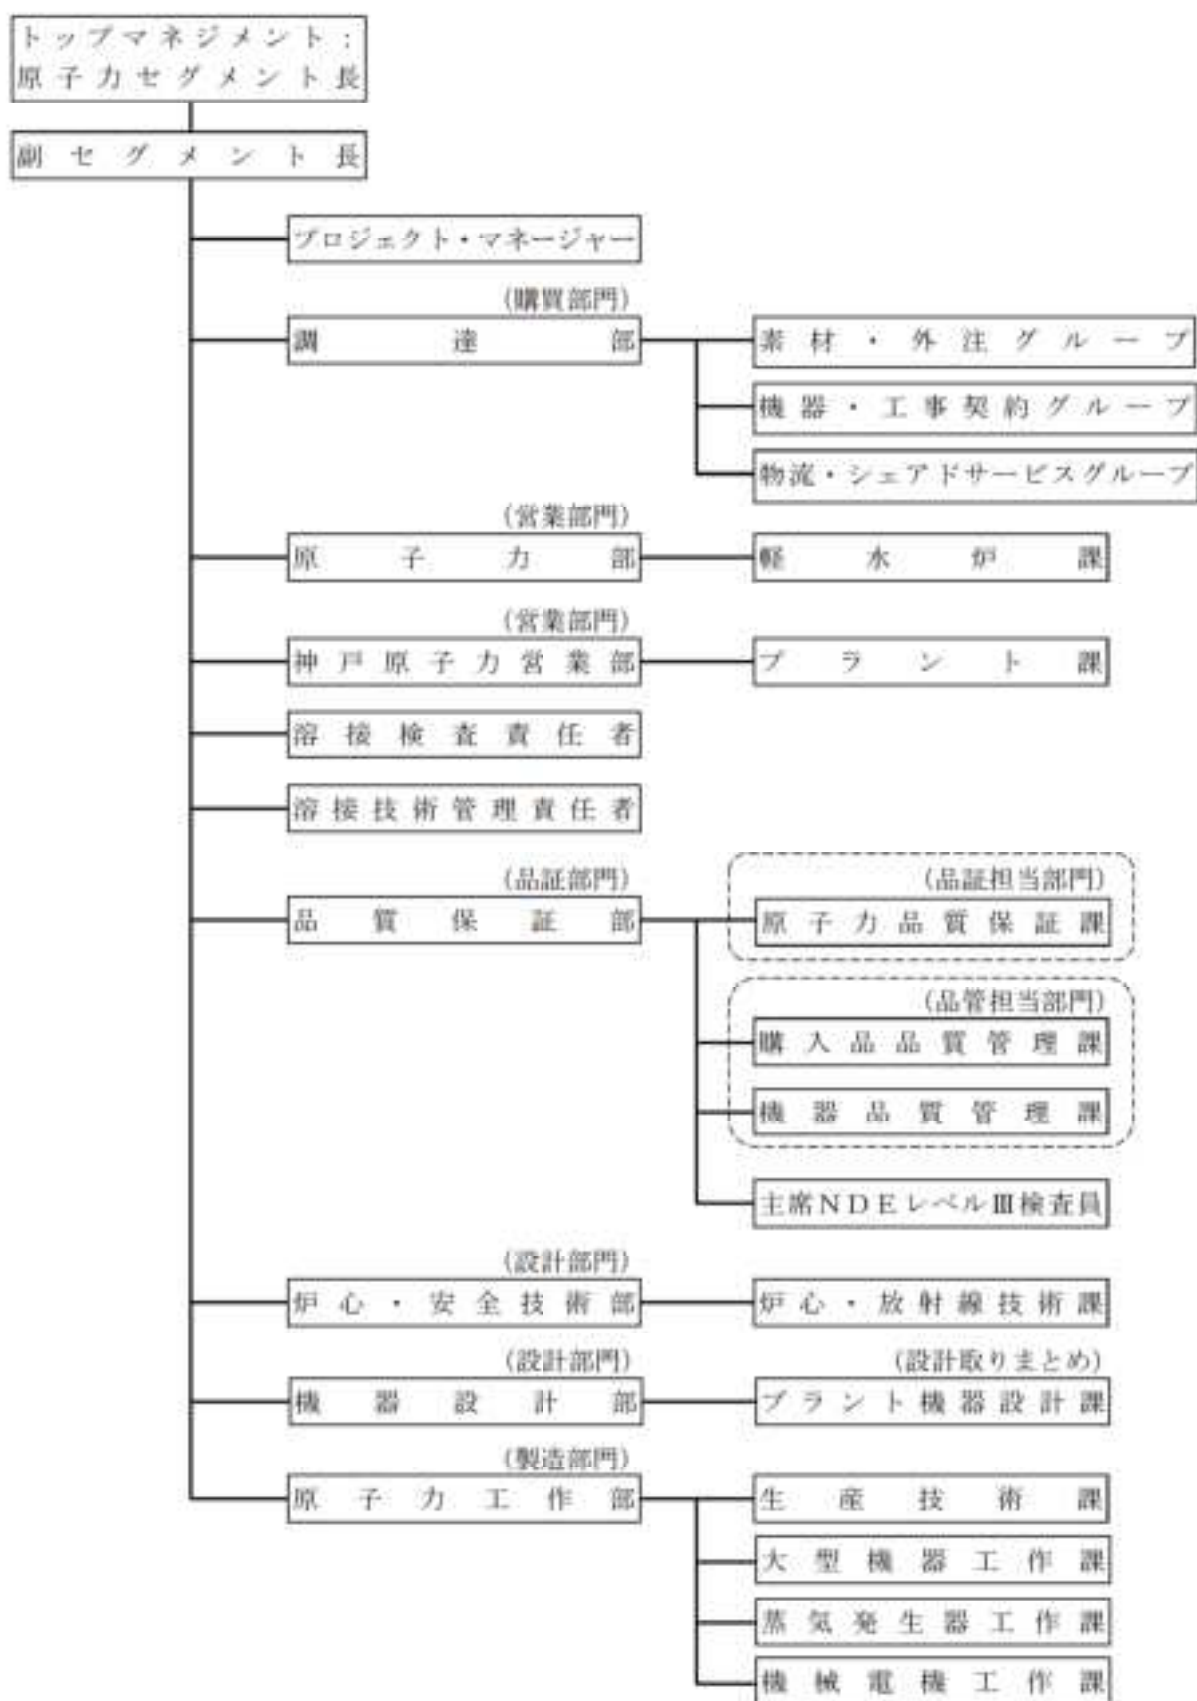 トップマネジメント：
原子力セグメント長
副セグメント長
プロジェクト・マネージャー
(購買部門)
調達部
素材・外注グループ
機器・工事契約グループ
物流・シェアドサービスグループ
(営業部門)
原子力部
軽水炉課
(営業部門)
神戸原子力営業部
プラント課
溶接検査責任者
溶接技術管理責任者
(品証部門)
品質保証部
(品証担当部門)
原子力品質保証課
(品管担当部門)
購入品品質管理課
機器品質管理課
主席NDEレベルⅢ検査員
(設計部門)
炉心・安全技術部
炉心・放射線技術課
(設計部門)
機器設計部
(設計取りまとめ)
プラント機器設計課
(製造部門)
原子力工作部
生産技術課
大型機器工作課
蒸気発生器工作課
機械電機工作課